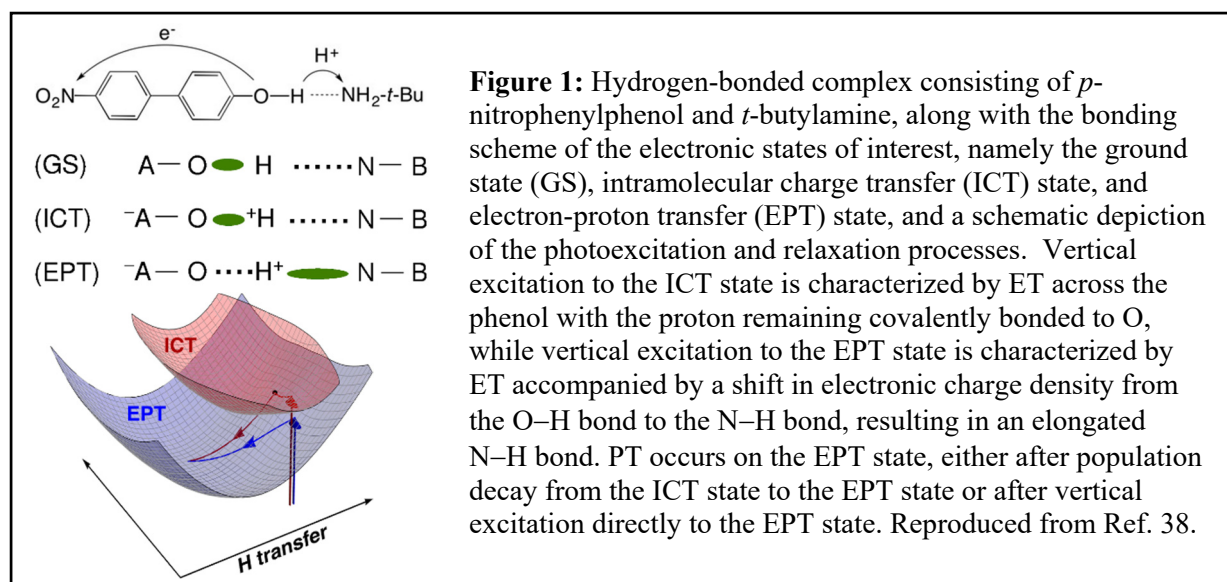 e-
H+
O₂N
O—H ······NH₂-t-Bu
(GS) A—O H ······N—B
(ICT) ⁻A—O ⁺H ······N—B
(EPT) ⁻A—O ····H⁺ N—B
ICT
EPT
H transfer
Figure 1: Hydrogen-bonded complex consisting of p-
nitrophenylphenol and t-butylamine, along with the bonding
scheme of the electronic states of interest, namely the ground
state (GS), intramolecular charge transfer (ICT) state, and
electron-proton transfer (EPT) state, and a schematic depiction
of the photoexcitation and relaxation processes. Vertical
excitation to the ICT state is characterized by ET across the
phenol with the proton remaining covalently bonded to O,
while vertical excitation to the EPT state is characterized by
ET accompanied by a shift in electronic charge density from
the O–H bond to the N–H bond, resulting in an elongated
N–H bond. PT occurs on the EPT state, either after population
decay from the ICT state to the EPT state or after vertical
excitation directly to the EPT state. Reproduced from Ref. 38.